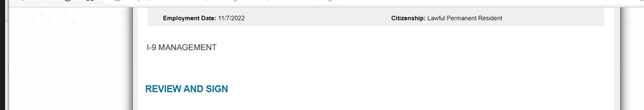 Employment Date: 11/7/2022 Citizenship: Lawful Permanent Resident
I-9 MANAGEMENT
REVIEW AND SIGN